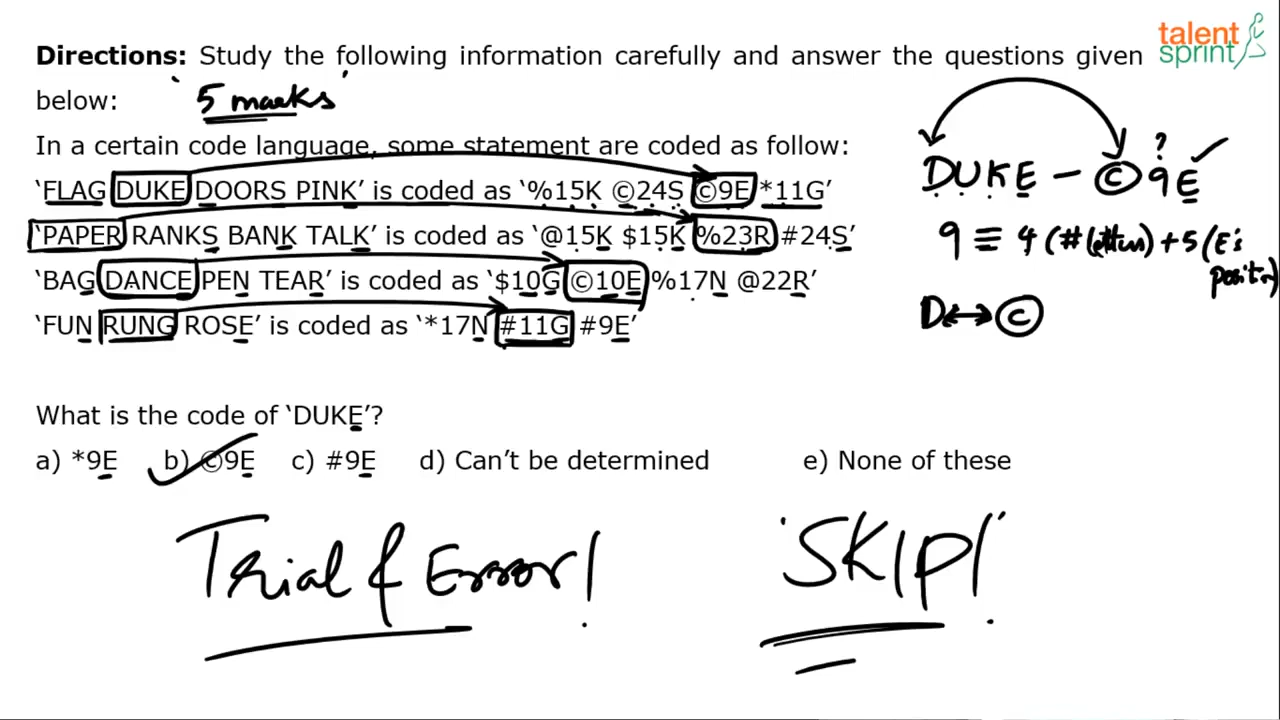 talent
sprint
Directions: Study the following information carefully and answer the questions given
below:
5 marks
In a certain code language, some statement are coded as follow:
‘FLAG DUKE DOORS PINK’ is coded as ‘%15K ©24S ©9E *11G’
‘PAPER RANKS BANK TALK’ is coded as ‘@15K $15K %23R #24S’
‘BAG DANCE PEN TEAR’ is coded as ‘$10G ©10E %17N @22R’
‘FUN RUNG ROSE’ is coded as ‘*17N #11G #9E’
?
DUKE – © 9 E ✓
9 ≡ 4 (# letters) + 5 (E's
position)
D ↔ ©
What is the code of ‘DUKE’?
a) *9E b) ©9E c) #9E d) Can’t be determined e) None of these
Trial & Error!
'SKIP!'